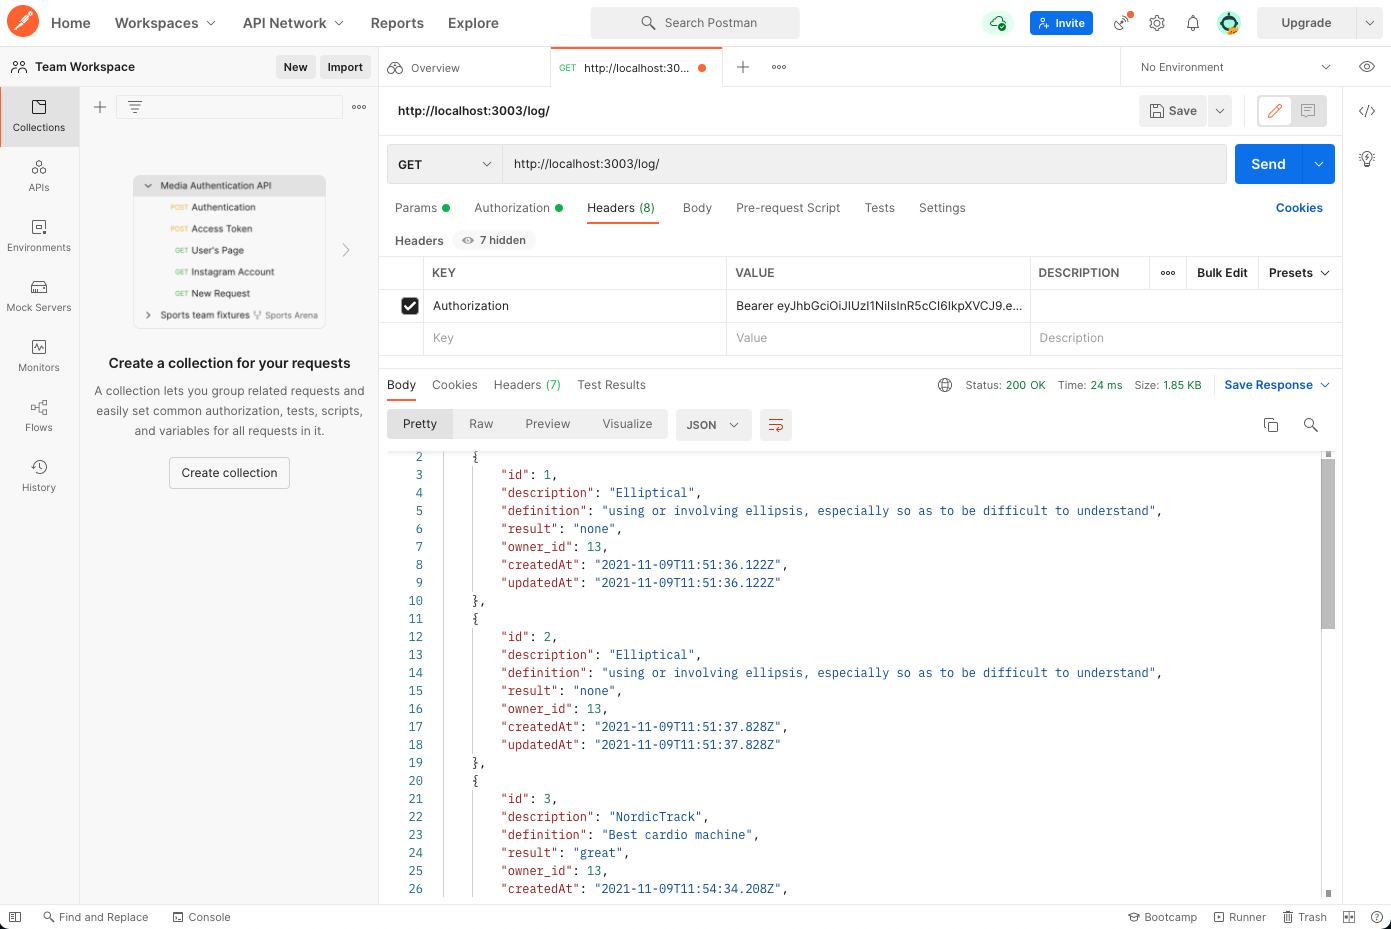 Home Workspaces API Network Reports Explore Search Postman Invite Upgrade
Team Workspace New Import Overview GET http://localhost:30... No Environment
Collections
APIs
Environments
Mock Servers
Monitors
Flows
History
Media Authentication API
POST Authentication
POST Access Token
GET User's Page
GET Instagram Account
GET New Request
Sports team fixtures Sports Arena
Create a collection for your requests
A collection lets you group related requests and
easily set common authorization, tests, scripts,
and variables for all requests in it.
Create collection
http://localhost:3003/log/ Save
GET http://localhost:3003/log/ Send
Params Authorization Headers (8) Body Pre-request Script Tests Settings Cookies
Headers 7 hidden
KEY VALUE DESCRIPTION Bulk Edit Presets
Authorization Bearer eyJhbGciOiJIUzI1NiIsInR5cCI6IkpXVCJ9.e...
Key Value Description
Body Cookies Headers (7) Test Results Status: 200 OK Time: 24 ms Size: 1.85 KB Save Response
Pretty Raw Preview Visualize JSON
2 {
3 "id": 1,
4 "description": "Elliptical",
5 "definition": "using or involving ellipsis, especially so as to be difficult to understand",
6 "result": "none",
7 "owner_id": 13,
8 "createdAt": "2021-11-09T11:51:36.122Z",
9 "updatedAt": "2021-11-09T11:51:36.122Z"
10 },
11 {
12 "id": 2,
13 "description": "Elliptical",
14 "definition": "using or involving ellipsis, especially so as to be difficult to understand",
15 "result": "none",
16 "owner_id": 13,
17 "createdAt": "2021-11-09T11:51:37.828Z",
18 "updatedAt": "2021-11-09T11:51:37.828Z"
19 },
20 {
21 "id": 3,
22 "description": "NordicTrack",
23 "definition": "Best cardio machine",
24 "result": "great",
25 "owner_id": 13,
26 "createdAt": "2021-11-09T11:54:34.208Z",
Find and Replace Console Bootcamp Runner Trash